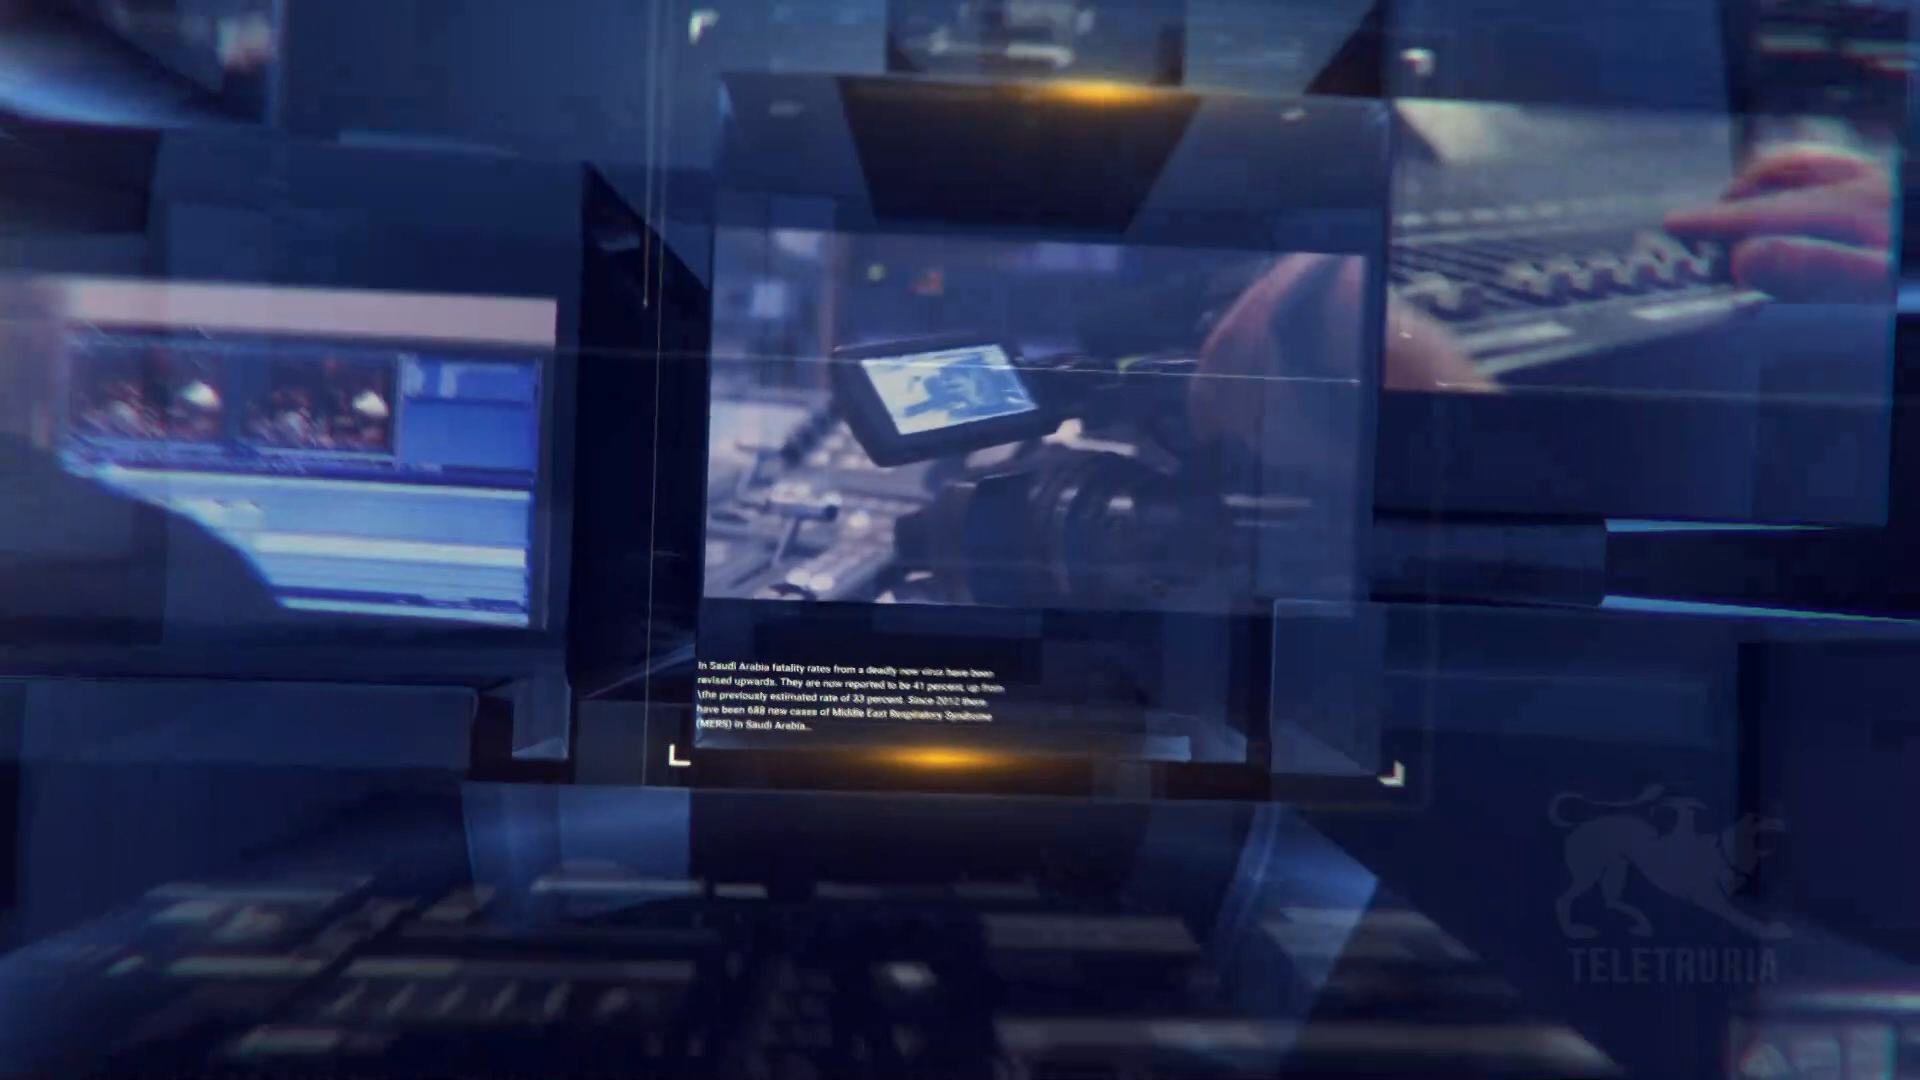 In Saudi Arabia fatality rates from a deadly new virus have been
revised upwards. They are now reported to be 41 percent, up from
\the previously estimated rate of 33 percent. Since 2012 there
have been 688 new cases of Middle East Respiratory Syndrome
(MERS) in Saudi Arabia...
TELETRURIA